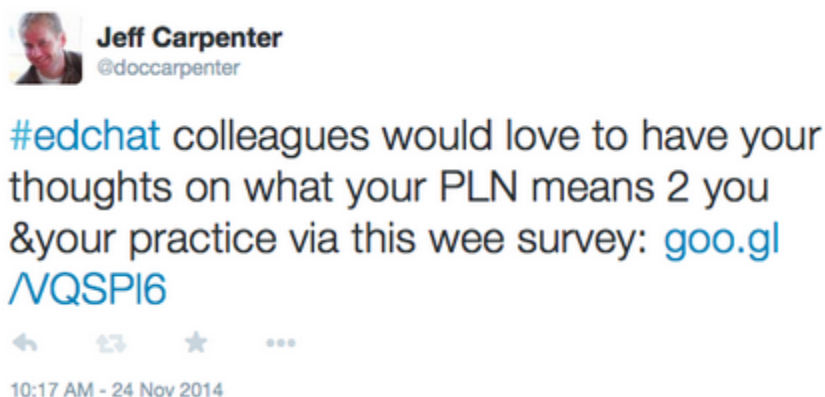 Jeff Carpenter
@doccarpenter
#edchat colleagues would love to have your
thoughts on what your PLN means 2 you
&your practice via this wee survey: goo.gl
/VQSPl6
10:17 AM - 24 Nov 2014